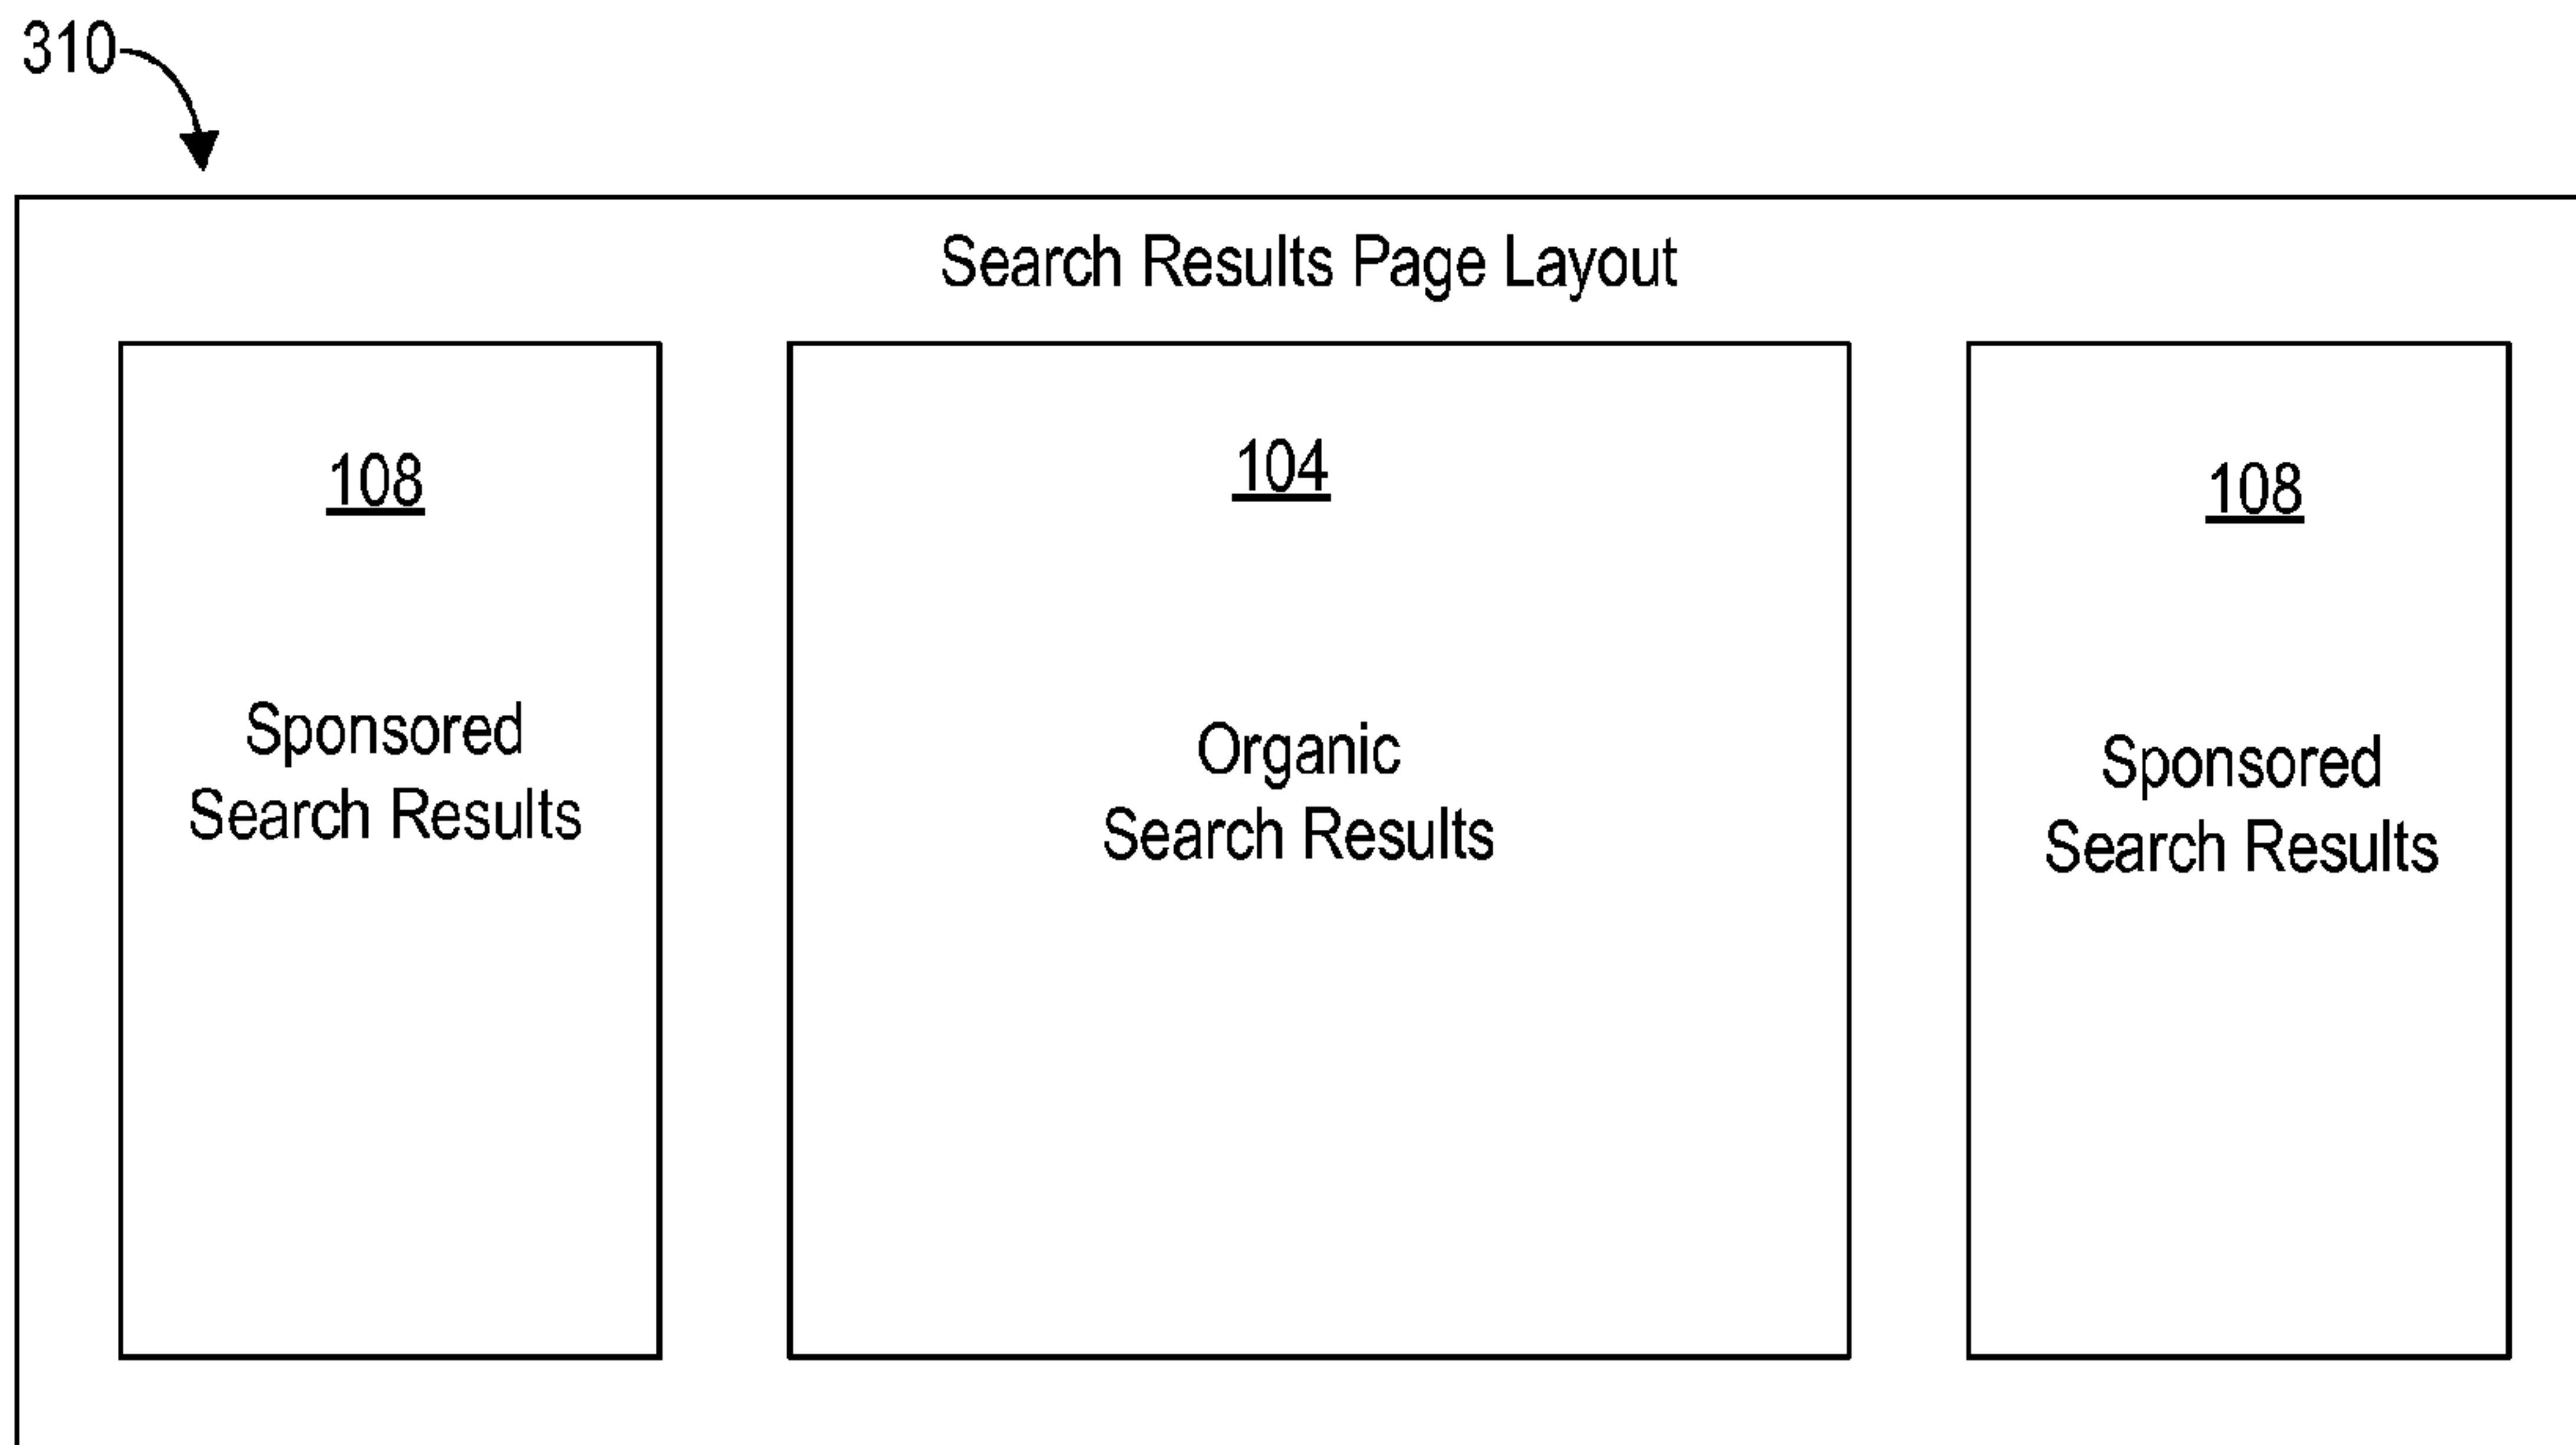 310
Search Results Page Layout
108
Sponsored
Search Results
104
Organic
Search Results
108
Sponsored
Search Results